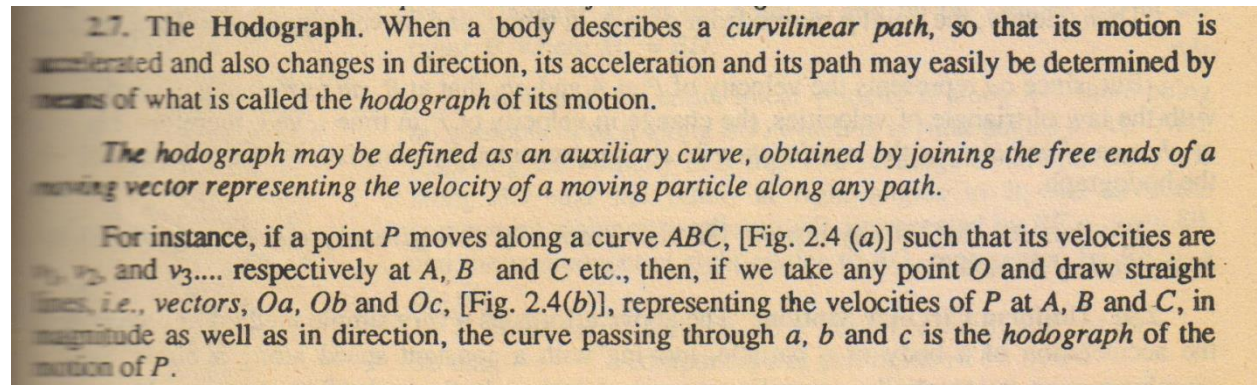 2.7. The Hodograph. When a body describes a curvilinear path, so that its motion is
accelerated and also changes in direction, its acceleration and its path may easily be determined by
means of what is called the hodograph of its motion.
The hodograph may be defined as an auxiliary curve, obtained by joining the free ends of a
moving vector representing the velocity of a moving particle along any path.
For instance, if a point P moves along a curve ABC, [Fig. 2.4 (a)] such that its velocities are
v₁, v₂, and v₃.... respectively at A, B and C etc., then, if we take any point O and draw straight
lines, i.e., vectors, Oa, Ob and Oc, [Fig. 2.4(b)], representing the velocities of P at A, B and C, in
magnitude as well as in direction, the curve passing through a, b and c is the hodograph of the
motion of P.